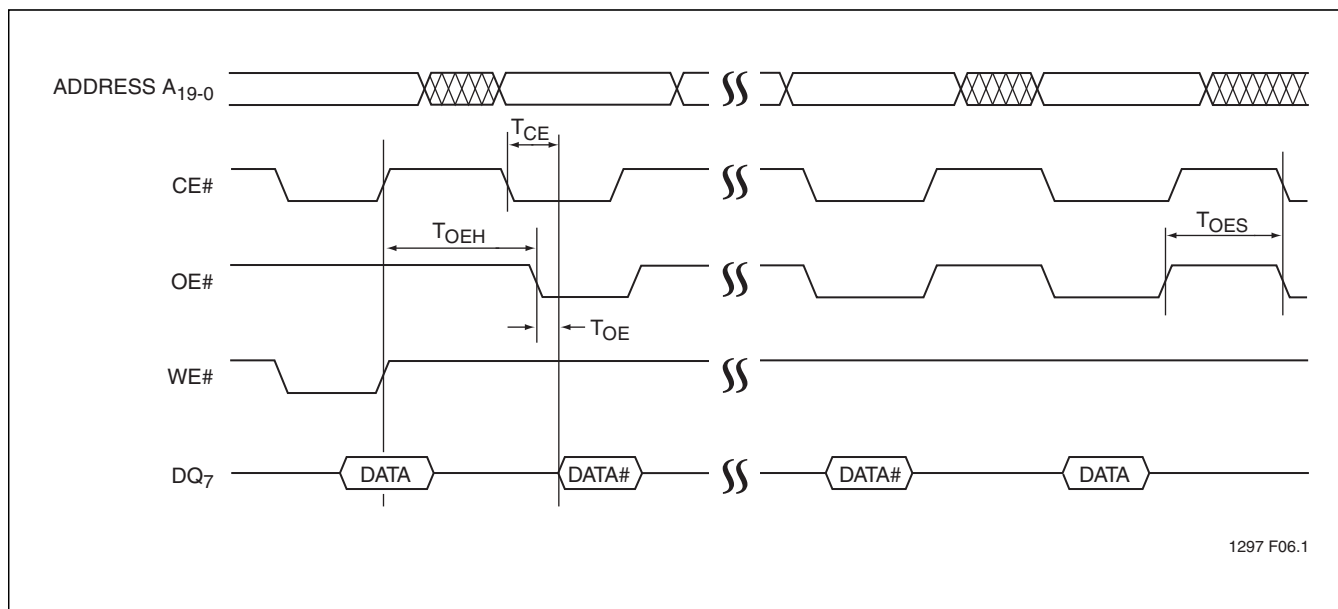 ADDRESS A19-0
TCE
CE#
TOEH
TOES
OE#
TOE
WE#
DQ7
DATA
DATA#
DATA#
DATA
1297 F06.1